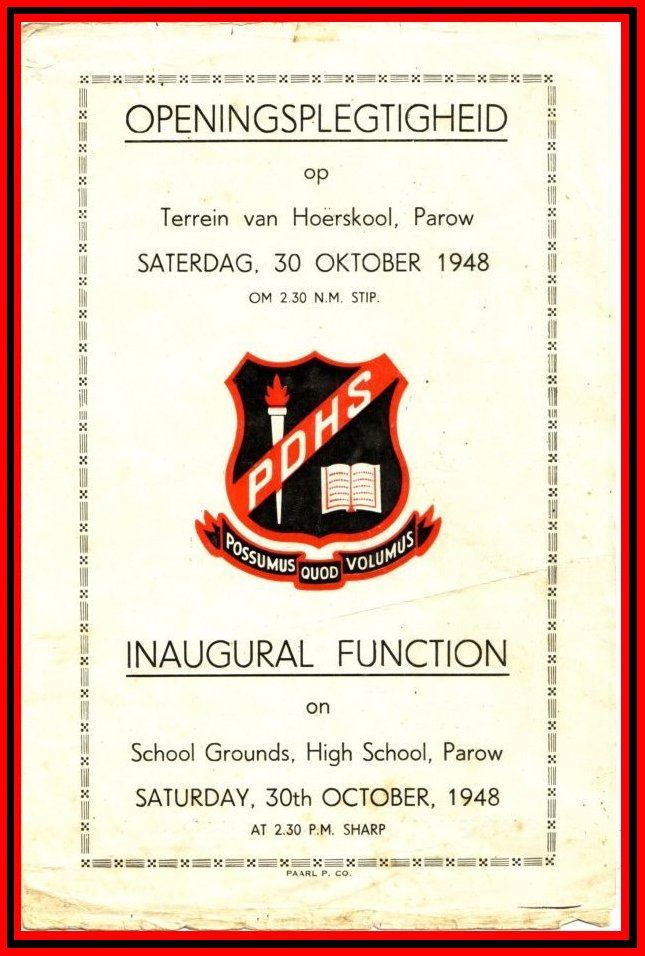 OPENINGSPLEGTIGHEID
op
Terrein van Hoërskool, Parow
SATERDAG, 30 OKTOBER 1948
OM 2.30 N.M. STIP.
PDHS
POSSUMUS QUOD VOLUMUS
INAUGURAL FUNCTION
on
School Grounds, High School, Parow
SATURDAY, 30th OCTOBER, 1948
AT 2.30 P.M. SHARP
PAARL P. CO.